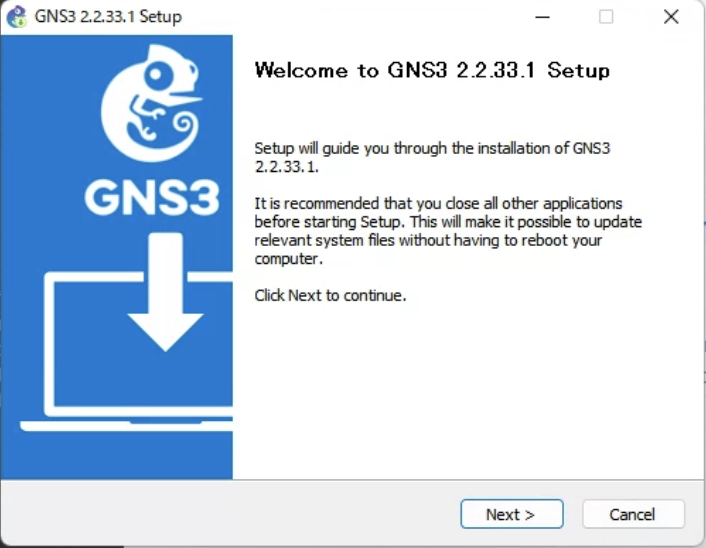 GNS3 2.2.33.1 Setup
Welcome to GNS3 2.2.33.1 Setup
GNS3
Setup will guide you through the installation of GNS3
2.2.33.1.
It is recommended that you close all other applications
before starting Setup. This will make it possible to update
relevant system files without having to reboot your
computer.
Click Next to continue.
Next >
Cancel